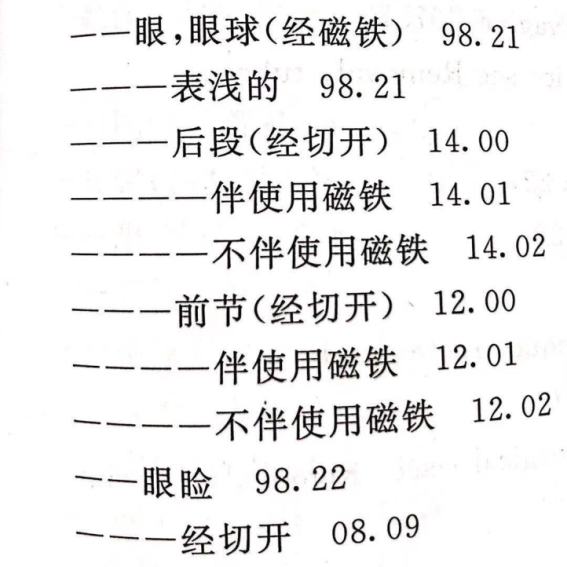 ——眼,眼球(经磁铁) 98.21
———表浅的 98.21
———后段(经切开) 14.00
————伴使用磁铁 14.01
————不伴使用磁铁 14.02
———前节(经切开) 12.00
————伴使用磁铁 12.01
————不伴使用磁铁 12.02
——眼睑 98.22
———经切开 08.09